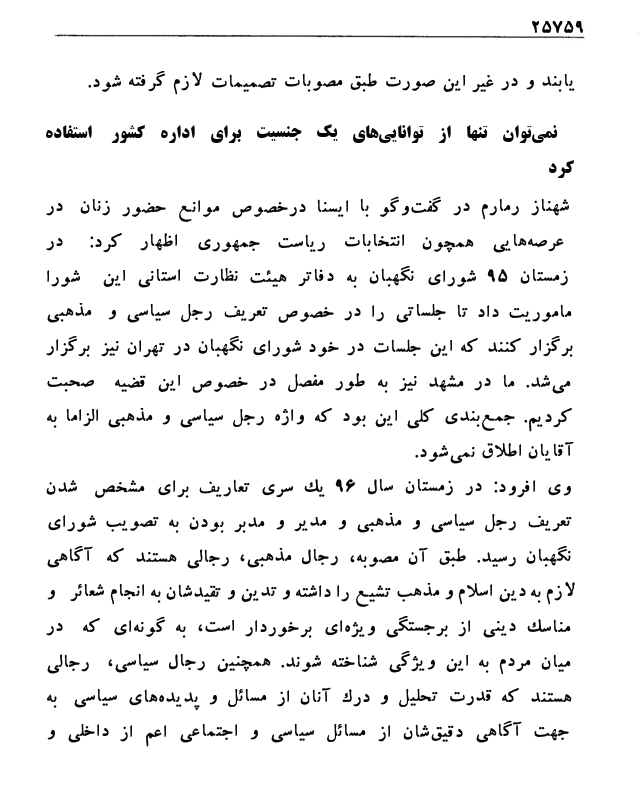 ۲۵۷۵۹
یابند و در غیر این صورت طبق مصوبات تصمیمات لازم گرفته شود.
نمی‌توان تنها از توانایی‌های یک جنسیت برای اداره کشور استفاده
کرد
شهناز رمارم در گفت‌وگو با ایسنا درخصوص موانع حضور زنان در
عرصه‌هایی همچون انتخابات ریاست جمهوری اظهار کرد: در
زمستان ۹۵ شورای نگهبان به دفاتر هیئت نظارت استانی این شورا
ماموریت داد تا جلساتی را در خصوص تعریف رجل سیاسی و مذهبی
برگزار کنند که این جلسات در خود شورای نگهبان در تهران نیز برگزار
می‌شد. ما در مشهد نیز به طور مفصل در خصوص این قضیه صحبت
کردیم. جمع‌بندی کلی این بود که واژه رجل سیاسی و مذهبی الزاما به
آقایان اطلاق نمی‌شود.
وی افرود: در زمستان سال ۹۶ یك سری تعاریف برای مشخص شدن
تعریف رجل سیاسی و مذهبی و مدیر و مدبر بودن به تصویب شورای
نگهبان رسید. طبق آن مصوبه، رجال مذهبی، رجالی هستند که آگاهی
لازم به دین اسلام و مذهب تشیع را داشته و تدین و تقیدشان به انجام شعائر و
مناسك دینی از برجستگی ویژه‌ای برخوردار است، به گونه‌ای که در
میان مردم به این ویژگی شناخته شوند. همچنین رجال سیاسی، رجالی
هستند که قدرت تحلیل و درك آنان از مسائل و پدیده‌های سیاسی به
جهت آگاهی دقیق‌شان از مسائل سیاسی و اجتماعی اعم از داخلی و